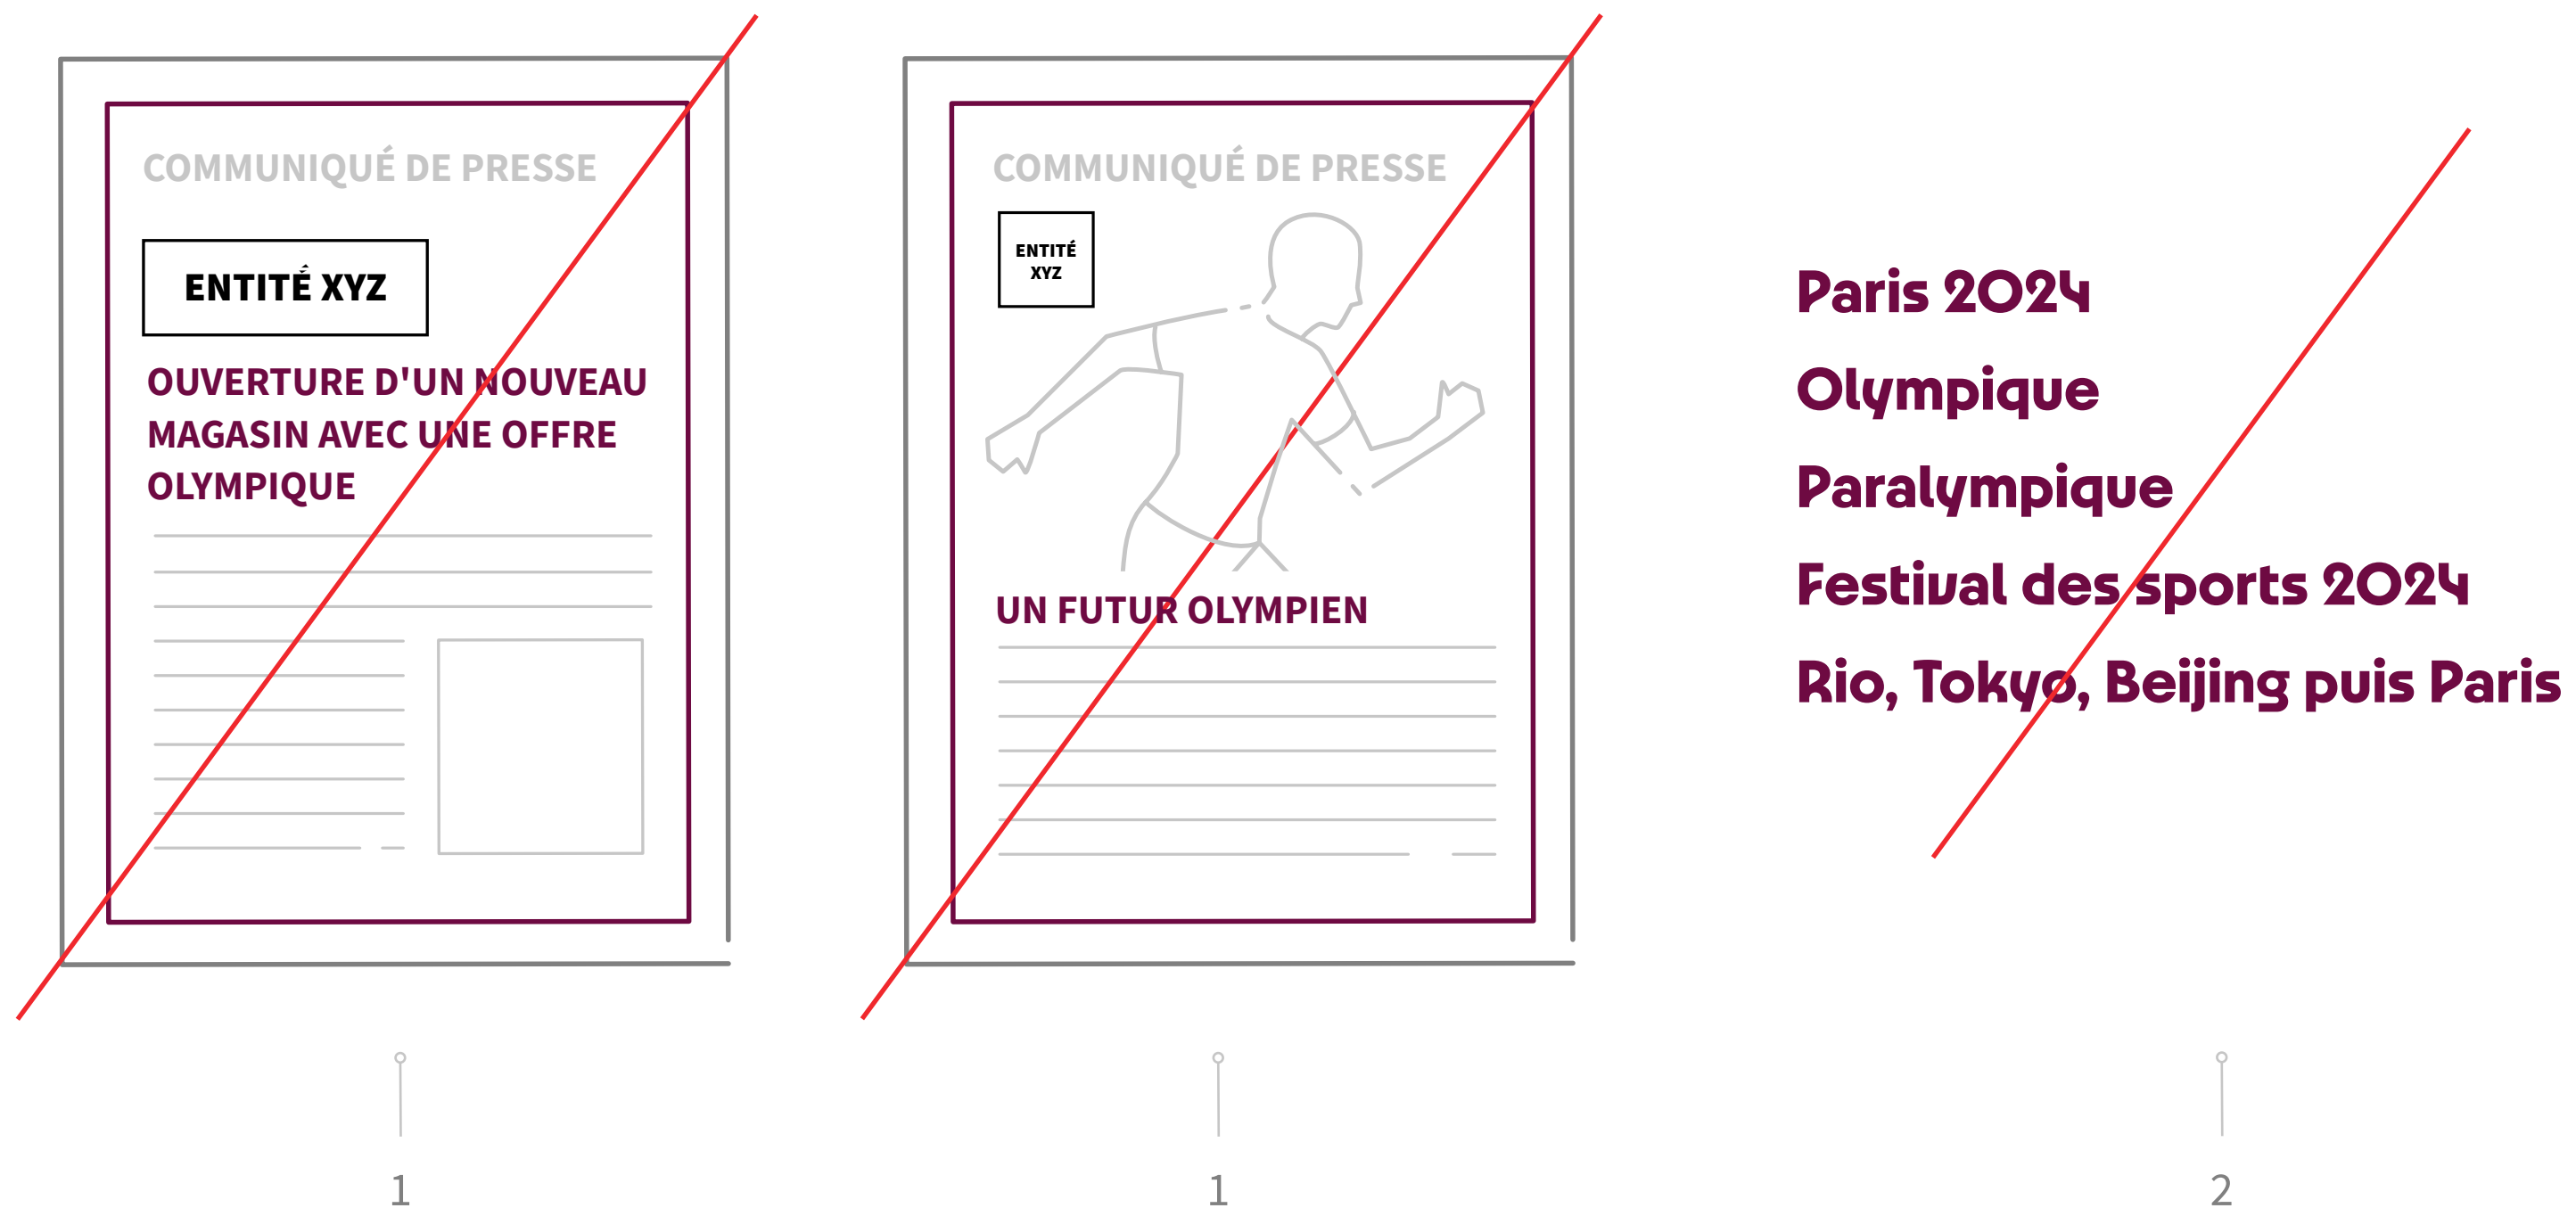 COMMUNIQUÉ DE PRESSE
ENTITÉ XYZ
OUVERTURE D'UN NOUVEAU
MAGASIN AVEC UNE OFFRE
OLYMPIQUE
1
COMMUNIQUÉ DE PRESSE
ENTITÉ
XYZ
UN FUTUR OLYMPIEN
1
Paris 2024
Olympique
Paralympique
Festival des sports 2024
Rio, Tokyo, Beijing puis Paris
2